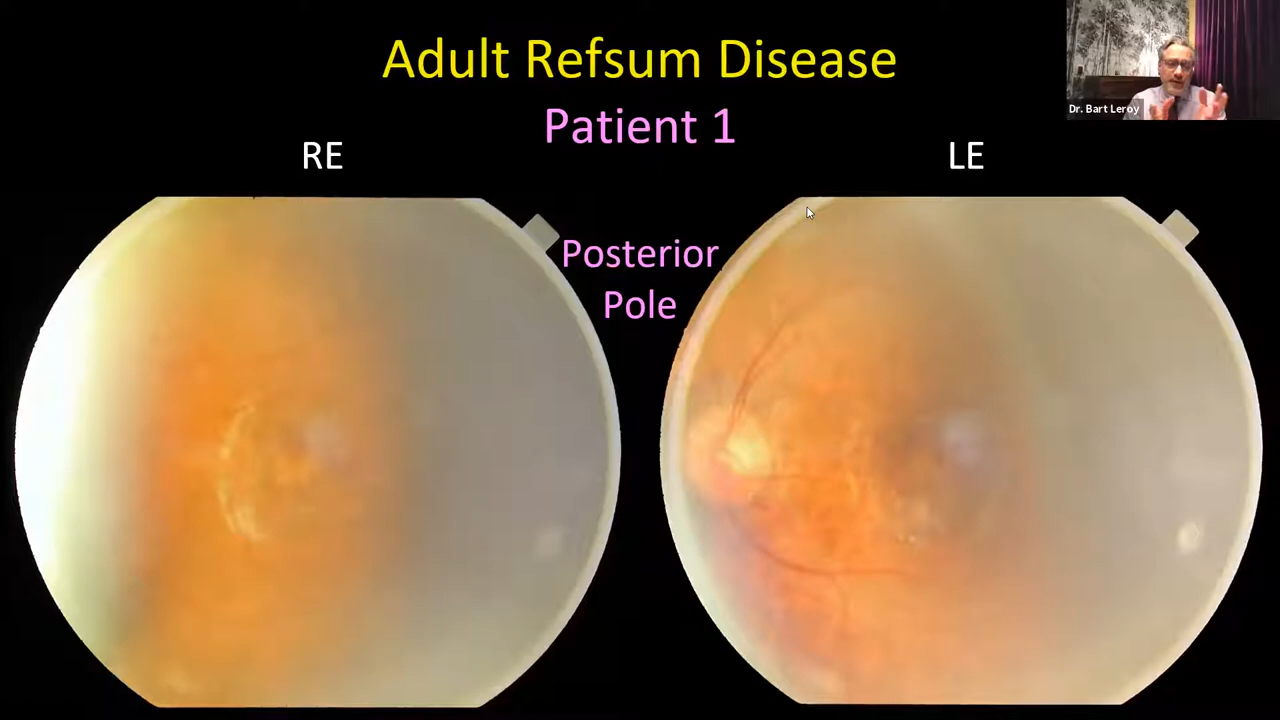 Adult Refsum Disease
Patient 1
RE
LE
Posterior
Pole
Dr. Bart Leroy